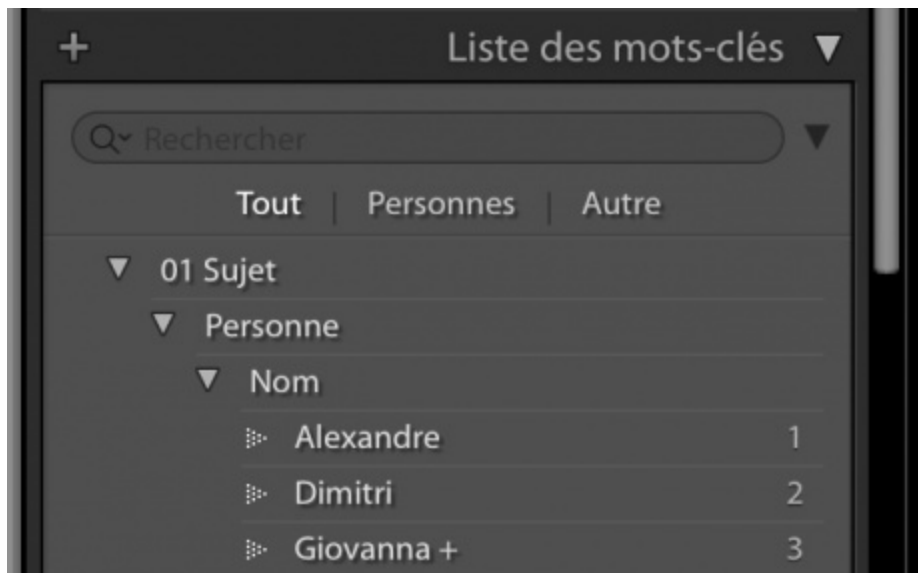 + Liste des mots-clés
Rechercher
Tout | Personnes | Autre
01 Sujet
Personne
Nom
Alexandre 1
Dimitri 2
Giovanna + 3